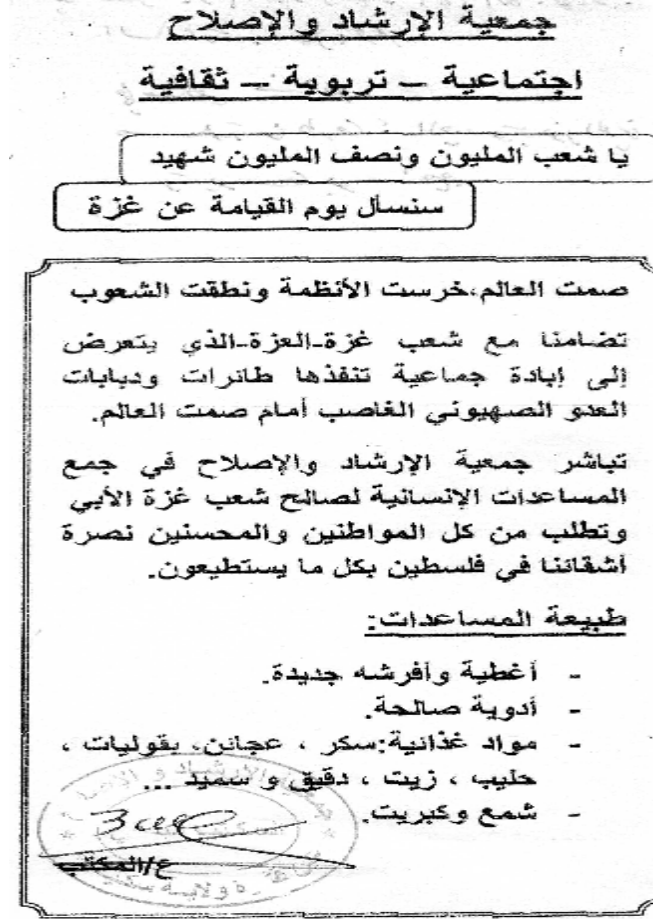 جمعية الإرشاد والإصلاح
اجتماعية – تربوية – ثقافية
يا شعب المليون ونصف المليون شهيد
سنسأل يوم القيامة عن غزة
صمت العالم،خرست الأنظمة ونطقت الشعوب
تضامنا مع شعب غزة-العزة-الذي يتعرض
إلى إبادة جماعية تنفذها طائرات ودبابات
العدو الصهيوني الغاصب أمام صمت العالم.
تباشر جمعية الإرشاد والإصلاح في جمع
المساعدات الإنسانية لصالح شعب غزة الأبي
وتطلب من كل المواطنين والمحسنين نصرة
أشقائنا في فلسطين بكل ما يستطيعون.
طبيعة المساعدات:
- أغطية وأفرشه جديدة.
- أدوية صالحة.
- مواد غذائية:سكر ، عجائن، بقوليات ،
حليب ، زيت ، دقيق و سميد ...
- شمع وكبريت.
ع/المكتب
جمعية الإرشاد و الإصلاح